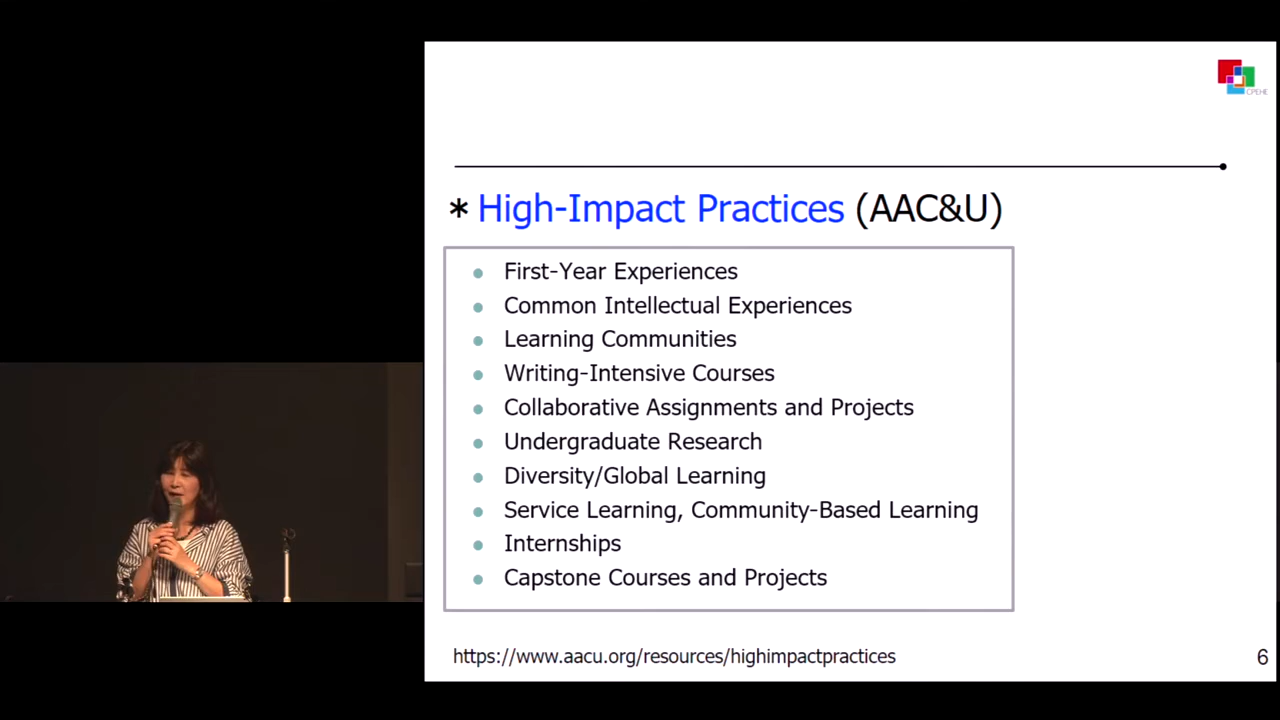 CPEHE
* High-Impact Practices (AAC&U)
● First-Year Experiences
● Common Intellectual Experiences
● Learning Communities
● Writing-Intensive Courses
● Collaborative Assignments and Projects
● Undergraduate Research
● Diversity/Global Learning
● Service Learning, Community-Based Learning
● Internships
● Capstone Courses and Projects
https://www.aacu.org/resources/highimpactpractices
6